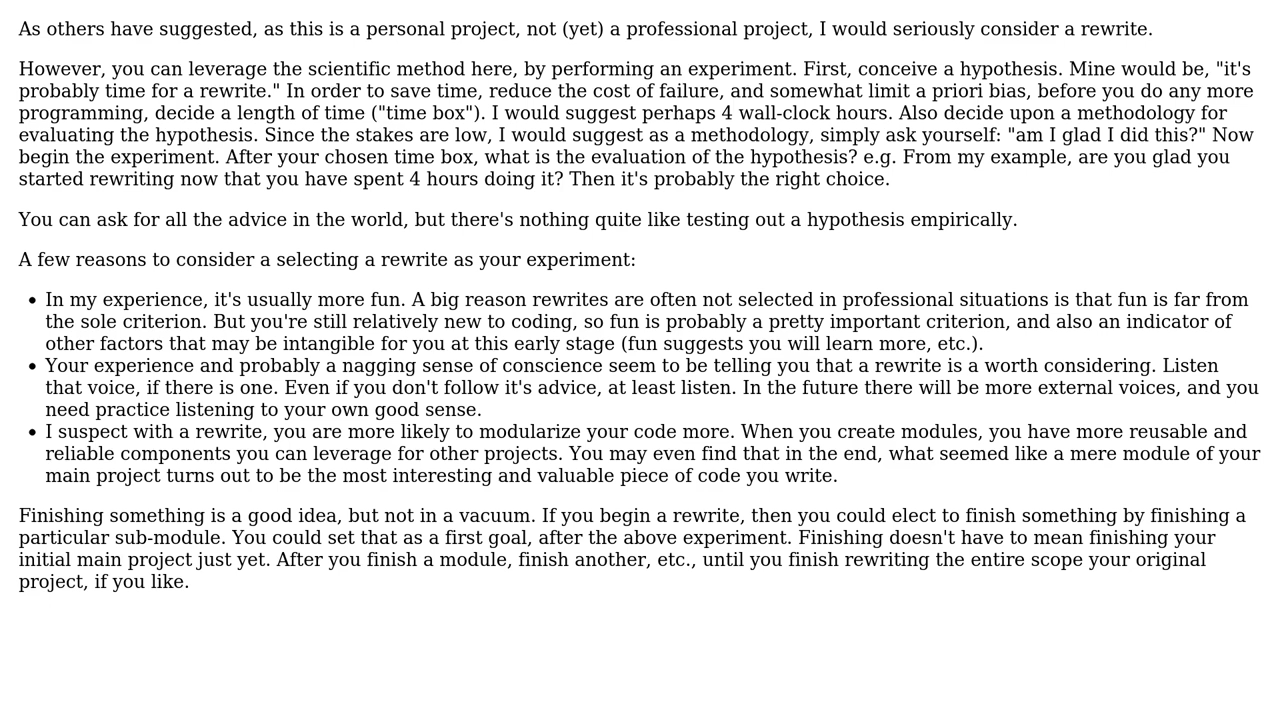 As others have suggested, as this is a personal project, not (yet) a professional project, I would seriously consider a rewrite.
However, you can leverage the scientific method here, by performing an experiment. First, conceive a hypothesis. Mine would be, "it's
probably time for a rewrite." In order to save time, reduce the cost of failure, and somewhat limit a priori bias, before you do any more
programming, decide a length of time ("time box"). I would suggest perhaps 4 wall-clock hours. Also decide upon a methodology for
evaluating the hypothesis. Since the stakes are low, I would suggest as a methodology, simply ask yourself: "am I glad I did this?" Now
begin the experiment. After your chosen time box, what is the evaluation of the hypothesis? e.g. From my example, are you glad you
started rewriting now that you have spent 4 hours doing it? Then it's probably the right choice.
You can ask for all the advice in the world, but there's nothing quite like testing out a hypothesis empirically.
A few reasons to consider a selecting a rewrite as your experiment:
• In my experience, it's usually more fun. A big reason rewrites are often not selected in professional situations is that fun is far from
the sole criterion. But you're still relatively new to coding, so fun is probably a pretty important criterion, and also an indicator of
other factors that may be intangible for you at this early stage (fun suggests you will learn more, etc.).
• Your experience and probably a nagging sense of conscience seem to be telling you that a rewrite is a worth considering. Listen
that voice, if there is one. Even if you don't follow it's advice, at least listen. In the future there will be more external voices, and you
need practice listening to your own good sense.
• I suspect with a rewrite, you are more likely to modularize your code more. When you create modules, you have more reusable and
reliable components you can leverage for other projects. You may even find that in the end, what seemed like a mere module of your
main project turns out to be the most interesting and valuable piece of code you write.
Finishing something is a good idea, but not in a vacuum. If you begin a rewrite, then you could elect to finish something by finishing a
particular sub-module. You could set that as a first goal, after the above experiment. Finishing doesn't have to mean finishing your
initial main project just yet. After you finish a module, finish another, etc., until you finish rewriting the entire scope your original
project, if you like.